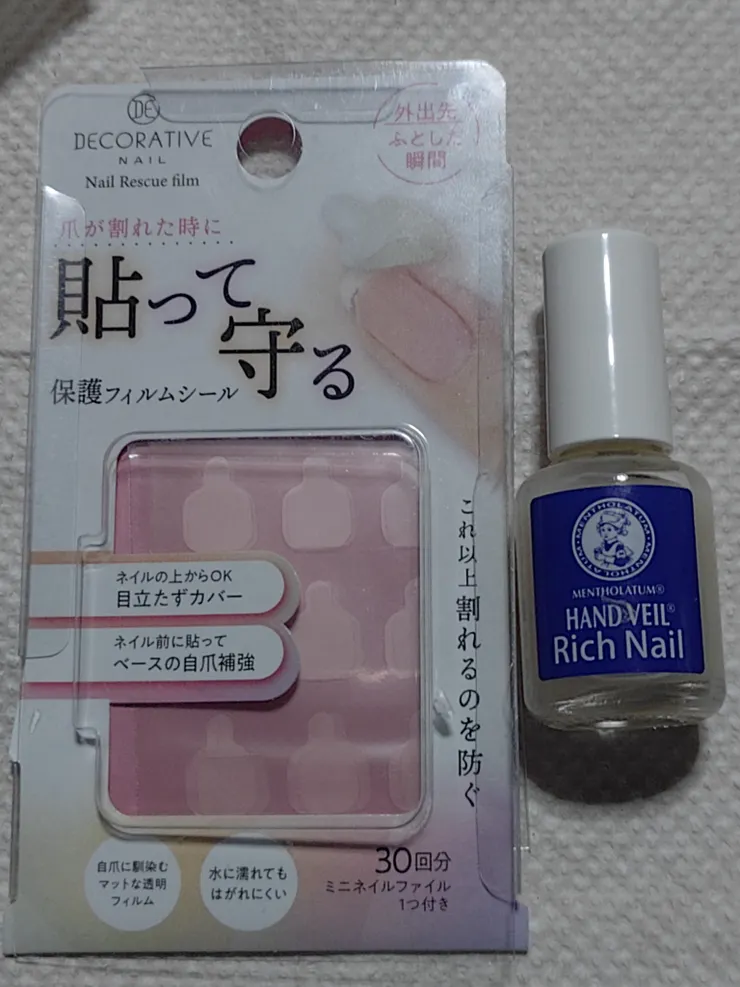 DE
DECORATIVE
NAIL
Nail Rescue film
外出先
ふとした
瞬間
爪が割れた時に
貼って
守る
保護フィルムシール
これ以上割れるのを防ぐ
ネイルの上からOK
目立たずカバー
ネイル前に貼って
ベースの自爪補強
自爪に馴染む
マットな透明
フィルム
水に濡れても
はがれにくい
30回分
ミニネイルファイル
1つ付き
MENTHOLATUM • MENTHOLATUM • MENTHOLATUM
MENTHOLATUM®
HAND VEIL®
Rich Nail